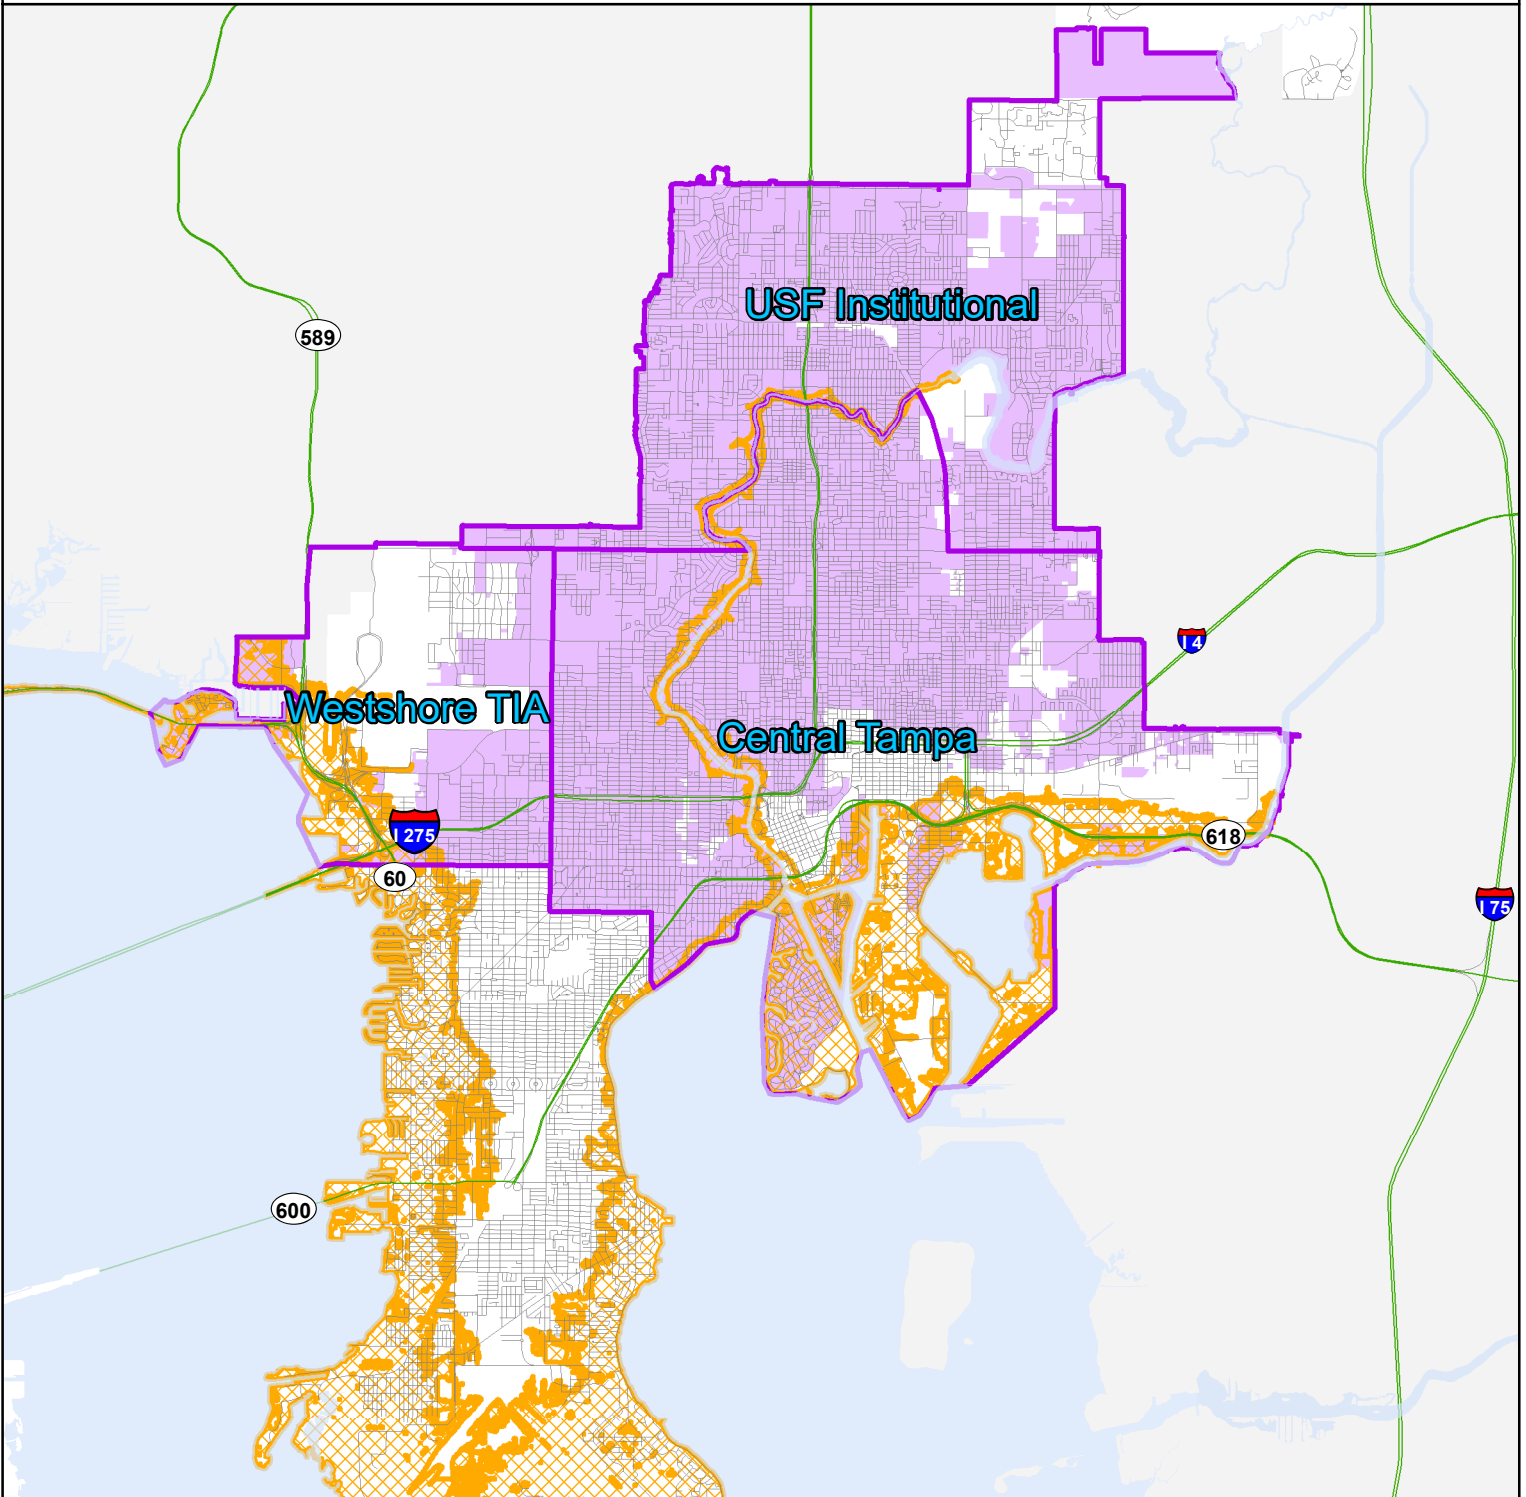 USF Institutional
589
I 4
Westshore TIA
Central Tampa
I 275
618
60
I 75
600